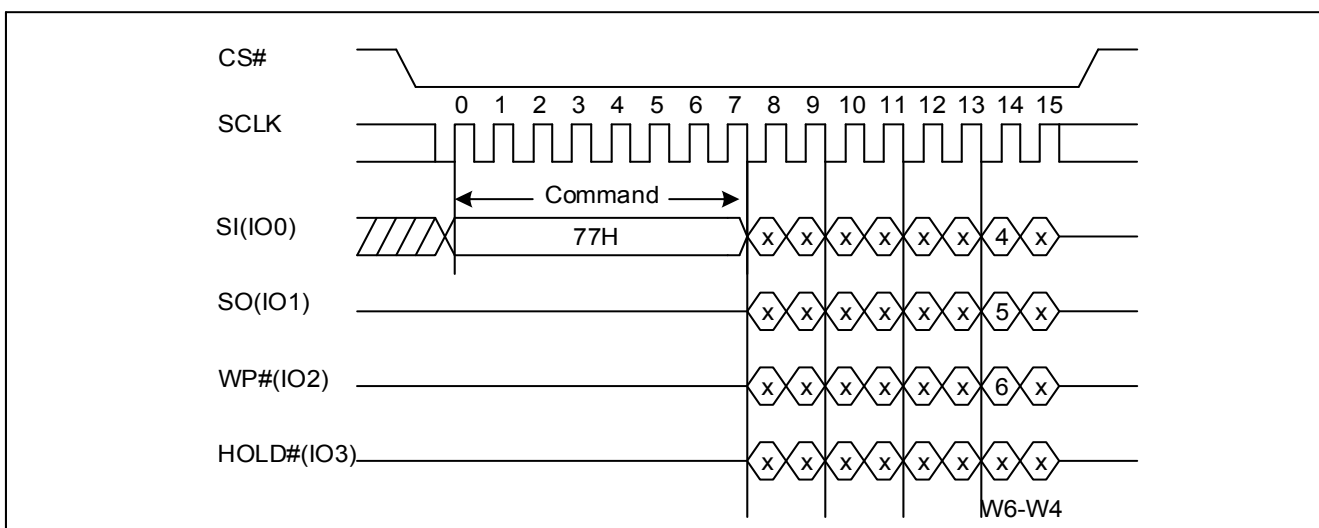 CS#
0 1 2 3 4 5 6 7 8 9 10 11 12 13 14 15
SCLK
Command
SI(IO0) 77H x x x x x x 4 x
SO(IO1) x x x x x x 5 x
WP#(IO2) x x x x x x 6 x
HOLD#(IO3) x x x x x x x x
W6-W4